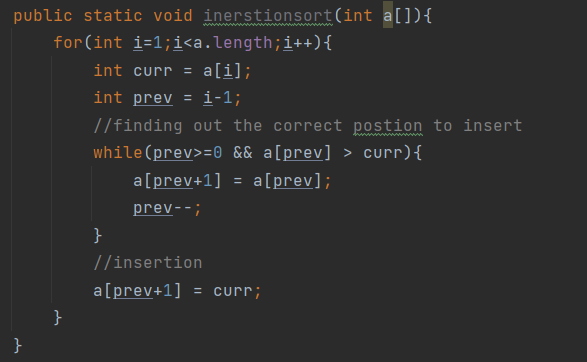 public static void inerstionsort(int a[]){
for(int i=1;i<a.length;i++){
int curr = a[i];
int prev = i-1;
//finding out the correct postion to insert
while(prev>=0 && a[prev] > curr){
a[prev+1] = a[prev];
prev--;
}
//insertion
a[prev+1] = curr;
}
}